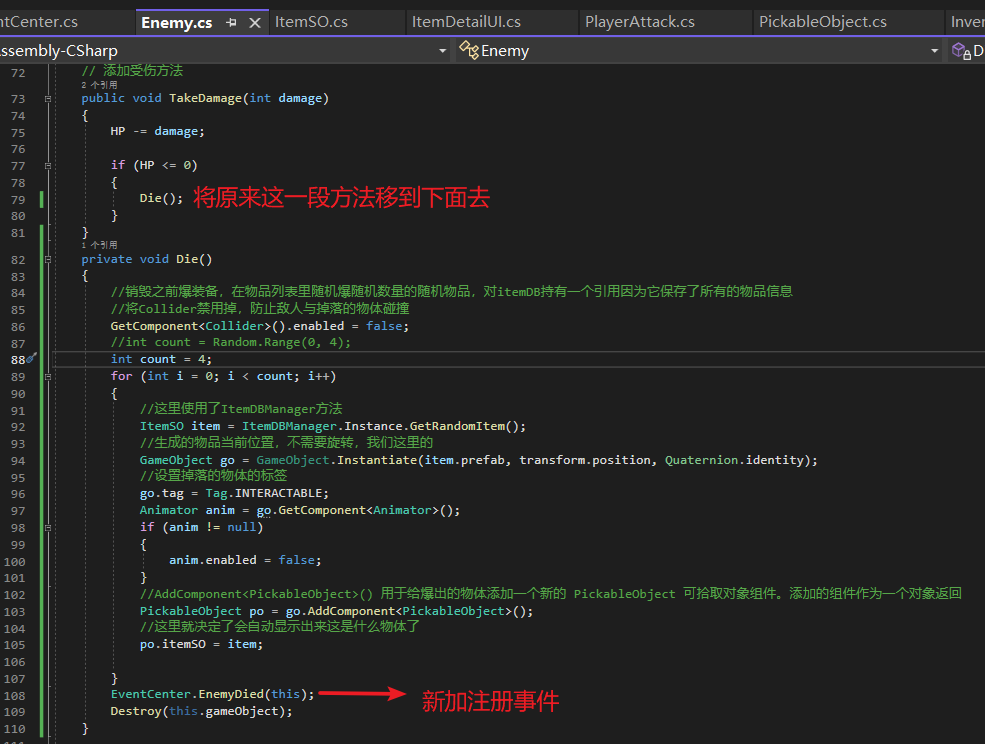 ntCenter.cs Enemy.cs ItemSO.cs ItemDetailUI.cs PlayerAttack.cs PickableObject.cs Inver
ssembly-CSharp Enemy D
72 // 添加受伤方法
2 个引用
73 public void TakeDamage(int damage)
74 {
75 HP -= damage;
76
77 if (HP <= 0)
78 {
79 Die(); 将原来这一段方法移到下面去
80 }
81 }
1 个引用
82 private void Die()
83 {
84 //销毁之前爆装备，在物品列表里随机爆随机数量的随机物品，对itemDB持有一个引用因为它保存了所有的物品信息
85 //将Collider禁用掉，防止敌人与掉落的物体碰撞
86 GetComponent<Collider>().enabled = false;
87 //int count = Random.Range(0, 4);
88 int count = 4;
89 for (int i = 0; i < count; i++)
90 {
91 //这里使用了ItemDBManager方法
92 ItemSO item = ItemDBManager.Instance.GetRandomItem();
93 //生成的物品当前位置，不需要旋转，我们这里的
94 GameObject go = GameObject.Instantiate(item.prefab, transform.position, Quaternion.identity);
95 //设置掉落的物体的标签
96 go.tag = Tag.INTERACTABLE;
97 Animator anim = go.GetComponent<Animator>();
98 if (anim != null)
99 {
100 anim.enabled = false;
101 }
102 //AddComponent<PickableObject>() 用于给爆出的物体添加一个新的 PickableObject 可拾取对象组件。添加的组件作为一个对象返回
103 PickableObject po = go.AddComponent<PickableObject>();
104 //这里就决定了会自动显示出来这是什么物体了
105 po.itemSO = item;
106
107 }
108 EventCenter.EnemyDied(this); 新加注册事件
109 Destroy(this.gameObject);
110 }